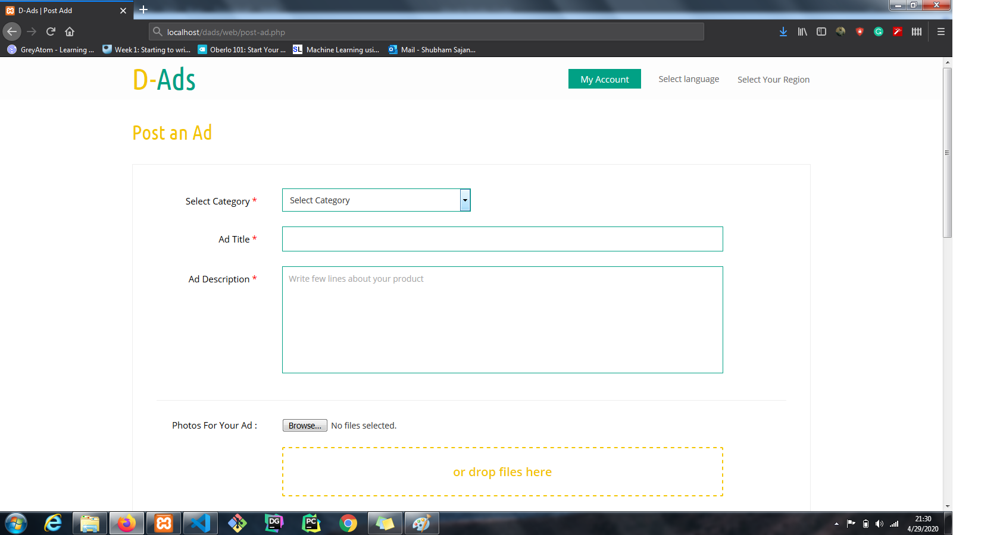 D-Ads | Post Add
localhost/dads/web/post-ad.php
GreyAtom - Learning ... Week 1: Starting to wri... Oberlo 101: Start Your ... SL Machine Learning usi... Mail - Shubham Sajan...
D-Ads My Account Select language Select Your Region
Post an Ad
Select Category * Select Category
Ad Title *
Ad Description * Write few lines about your product
Photos For Your Ad : Browse... No files selected.
or drop files here
DG PC 21:30
4/29/2020